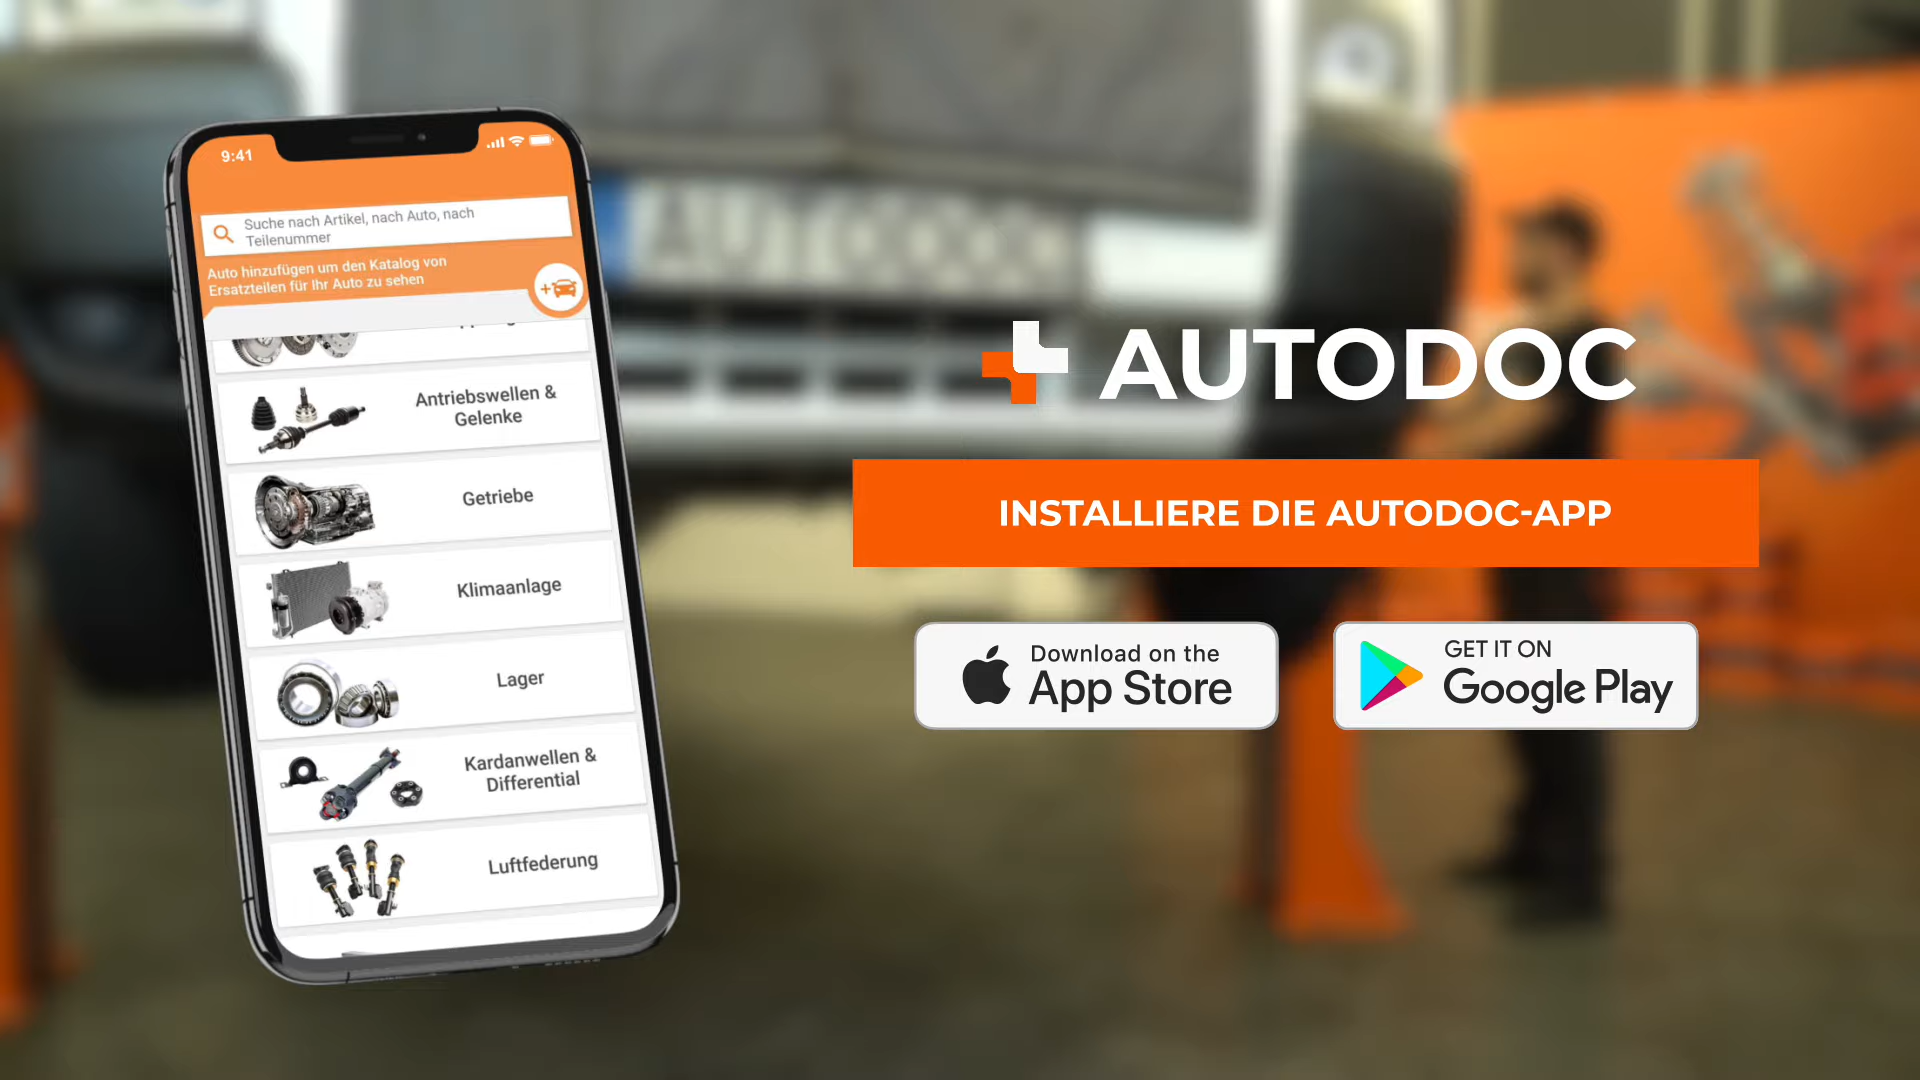 9:41
Suche nach Artikel, nach Auto, nach
Teilenummer
Auto hinzufügen um den Katalog von
Ersatzteilen für Ihr Auto zu sehen
Antriebswellen &
Gelenke
Getriebe
Klimaanlage
Lager
Kardanwellen &
Differential
Luftfederung
AUTODOC
AUTODOC
INSTALLIERE DIE AUTODOC-APP
Download on the
App Store
GET IT ON
Google Play